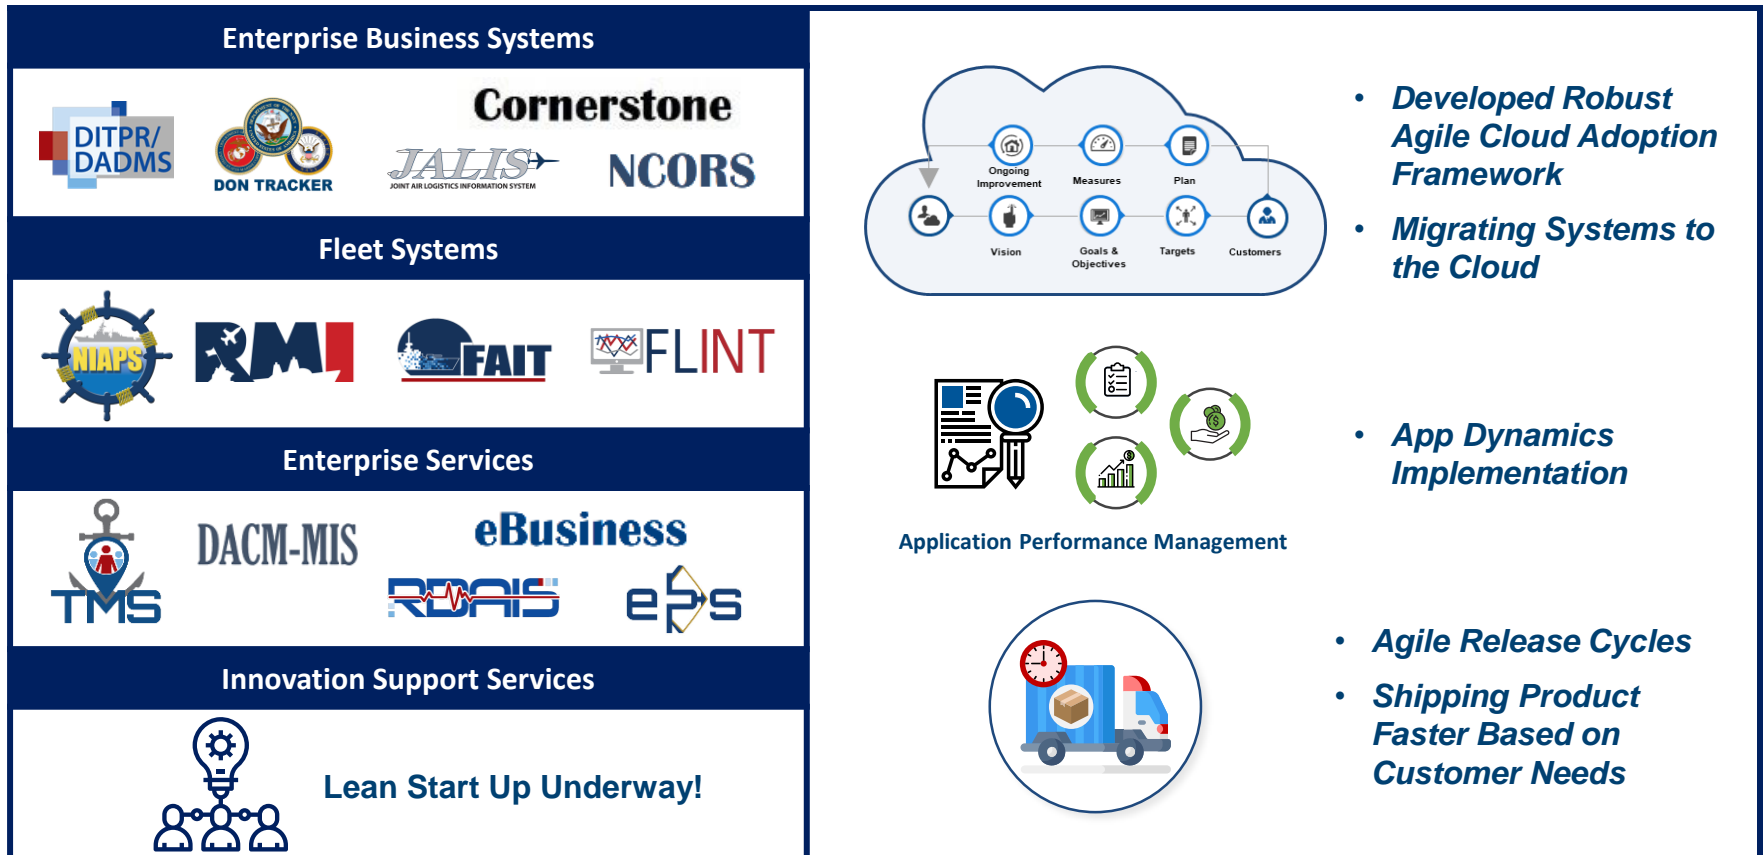 Enterprise Business Systems
DITPR/
DADMS
DON TRACKER
Cornerstone
JALIS
JOINT AIR LOGISTICS INFORMATION SYSTEM
NCORS
Fleet Systems
NIAPS
RMI
FAIT
FLINT
Enterprise Services
TMS
DACM-MIS
eBusiness
RDAIS
ePS
Innovation Support Services
Lean Start Up Underway!
Ongoing
Improvement
Measures
Plan
Vision
Goals &
Objectives
Targets
Customers
• Developed Robust
Agile Cloud Adoption
Framework
• Migrating Systems to
the Cloud
Application Performance Management
• App Dynamics
Implementation
• Agile Release Cycles
• Shipping Product
Faster Based on
Customer Needs